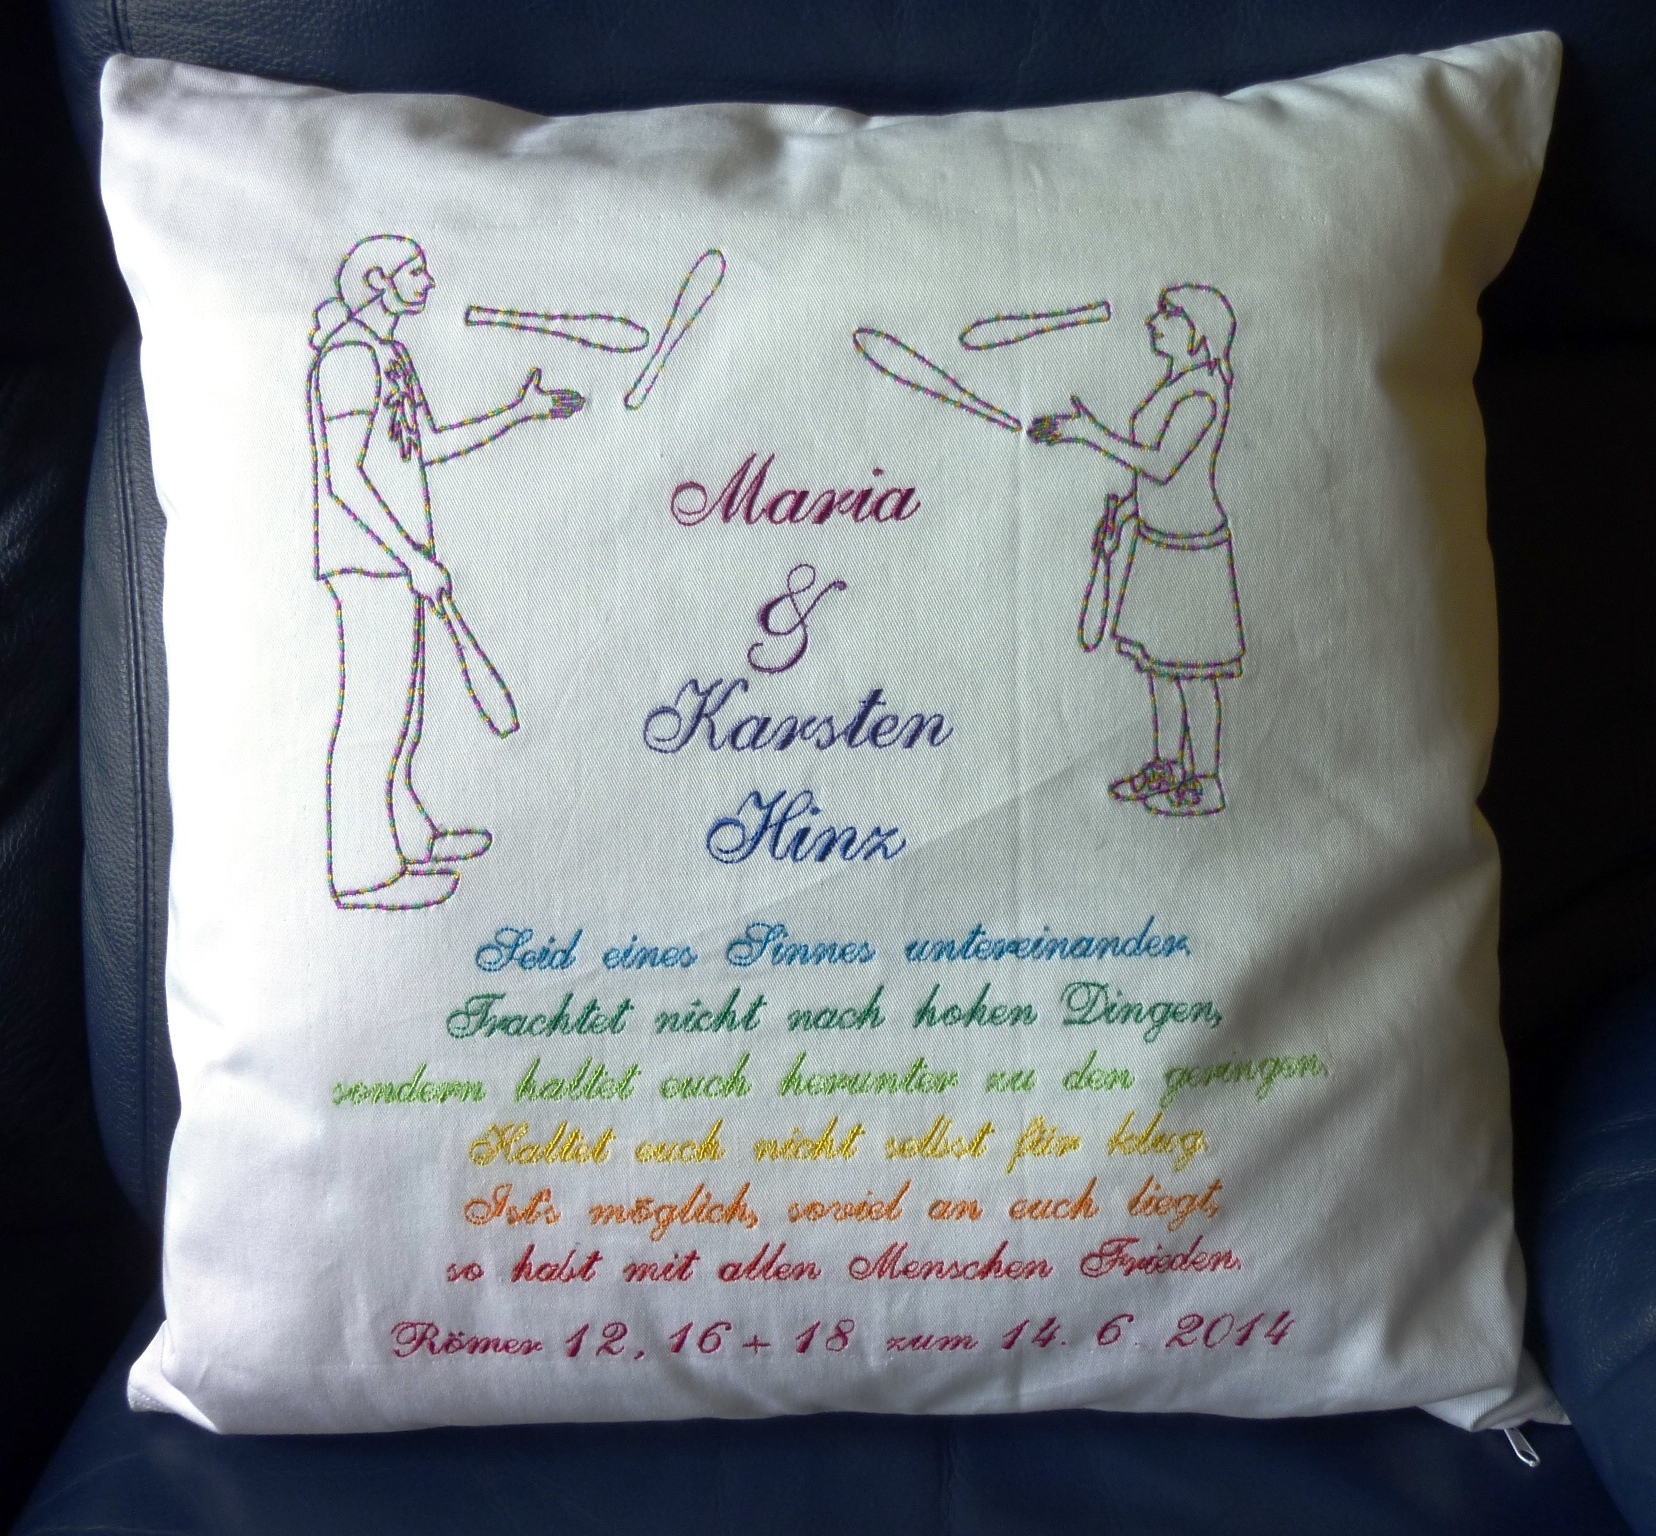 Maria
&
Karsten
Hinz
Seid eines Sinnes untereinander.
Trachtet nicht nach hohen Dingen,
sondern haltet euch herunter zu den geringen.
Haltet euch nicht selbst für klug.
Ist's möglich, soviel an euch liegt,
so habt mit allen Menschen Frieden.
Römer 12, 16 + 18 zum 14. 6. 2014